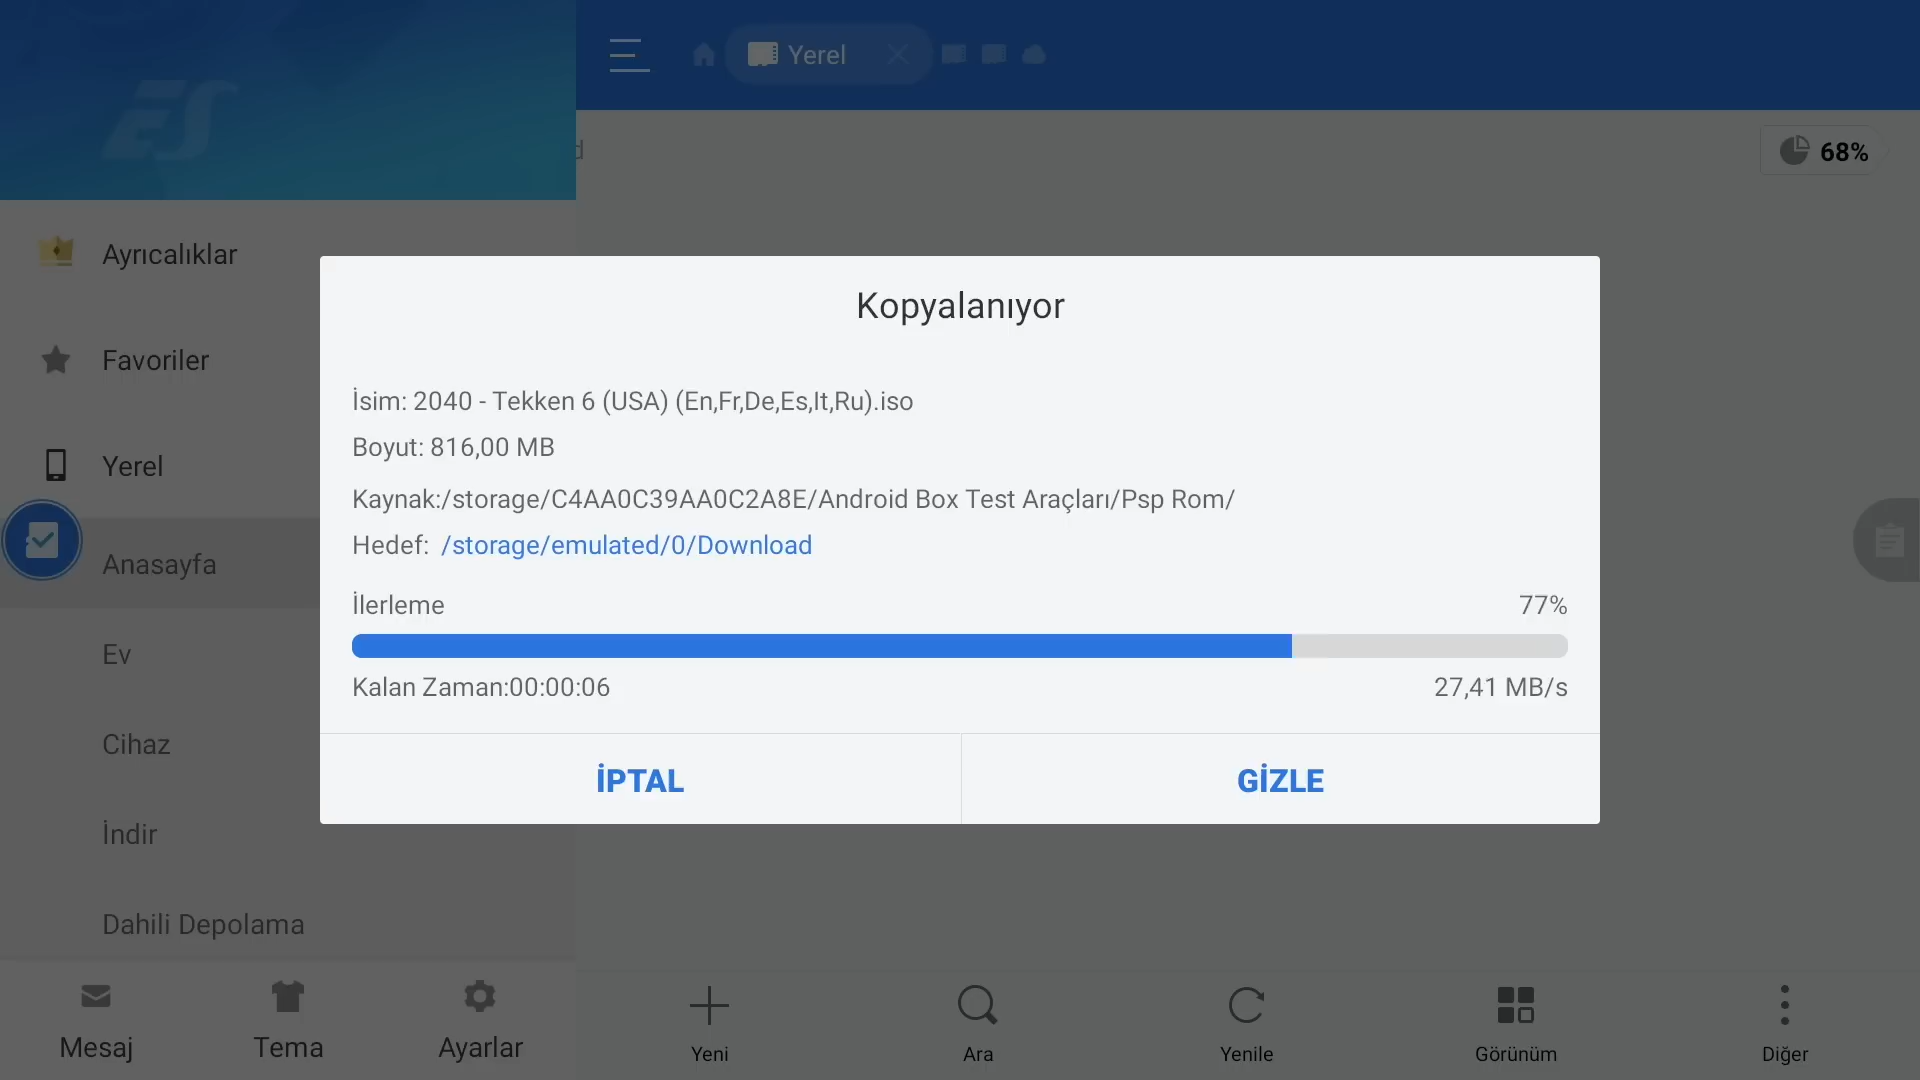 ES
Yerel
d
68%
Ayrıcalıklar
Favoriler
Yerel
Anasayfa
Ev
Cihaz
İndir
Dahili Depolama
Kopyalanıyor
İsim: 2040 - Tekken 6 (USA) (En,Fr,De,Es,It,Ru).iso
Boyut: 816,00 MB
Kaynak:/storage/C4AA0C39AA0C2A8E/Android Box Test Araçları/Psp Rom/
Hedef: /storage/emulated/0/Download
İlerleme 77%
Kalan Zaman:00:00:06 27,41 MB/s
İPTAL GİZLE
Mesaj Tema Ayarlar Yeni Ara Yenile Görünüm Diğer